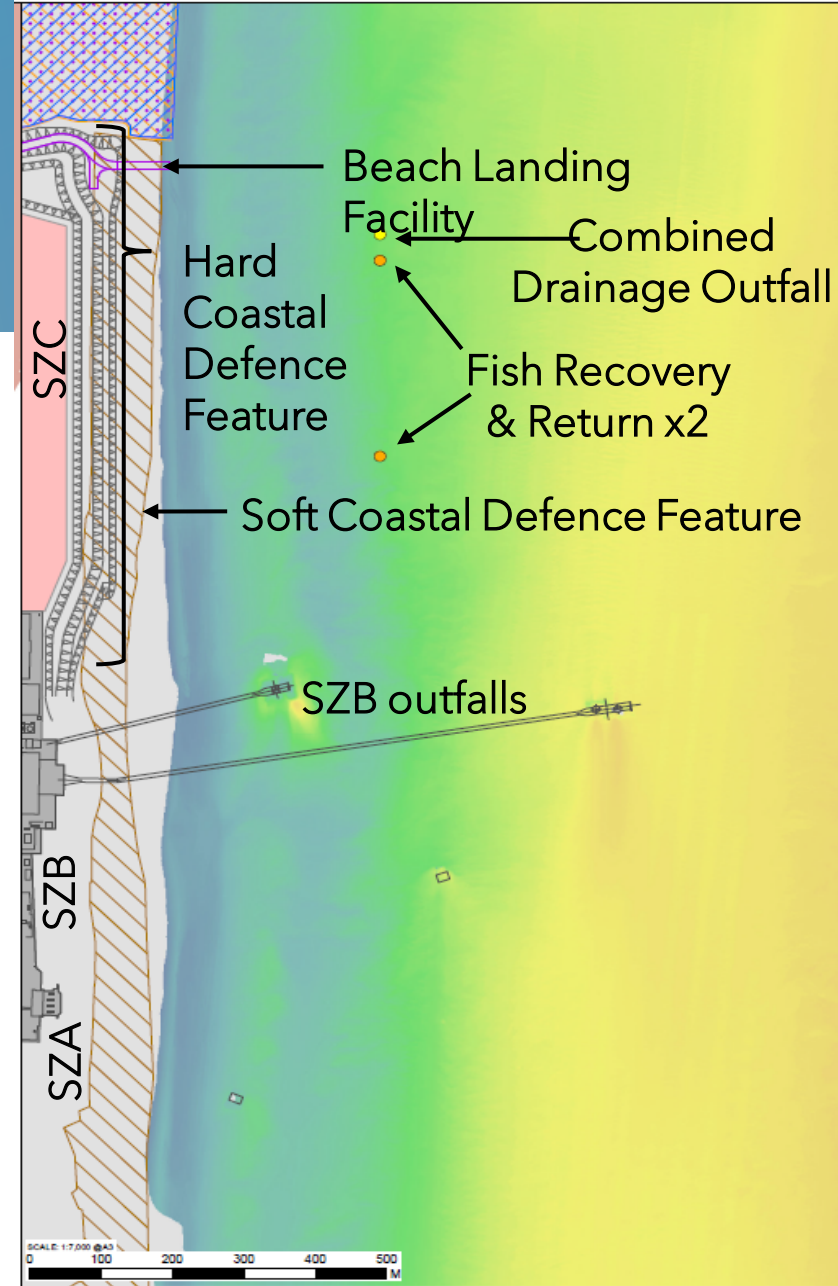 Beach Landing
Facility
Combined
Drainage Outfall
Hard
Coastal
Defence
Feature
SZC
Fish Recovery
& Return x2
Soft Coastal Defence Feature
SZB outfalls
SZB
SZA
SCALE: 1:7,000 @A3
0 100 200 300 400 500
M